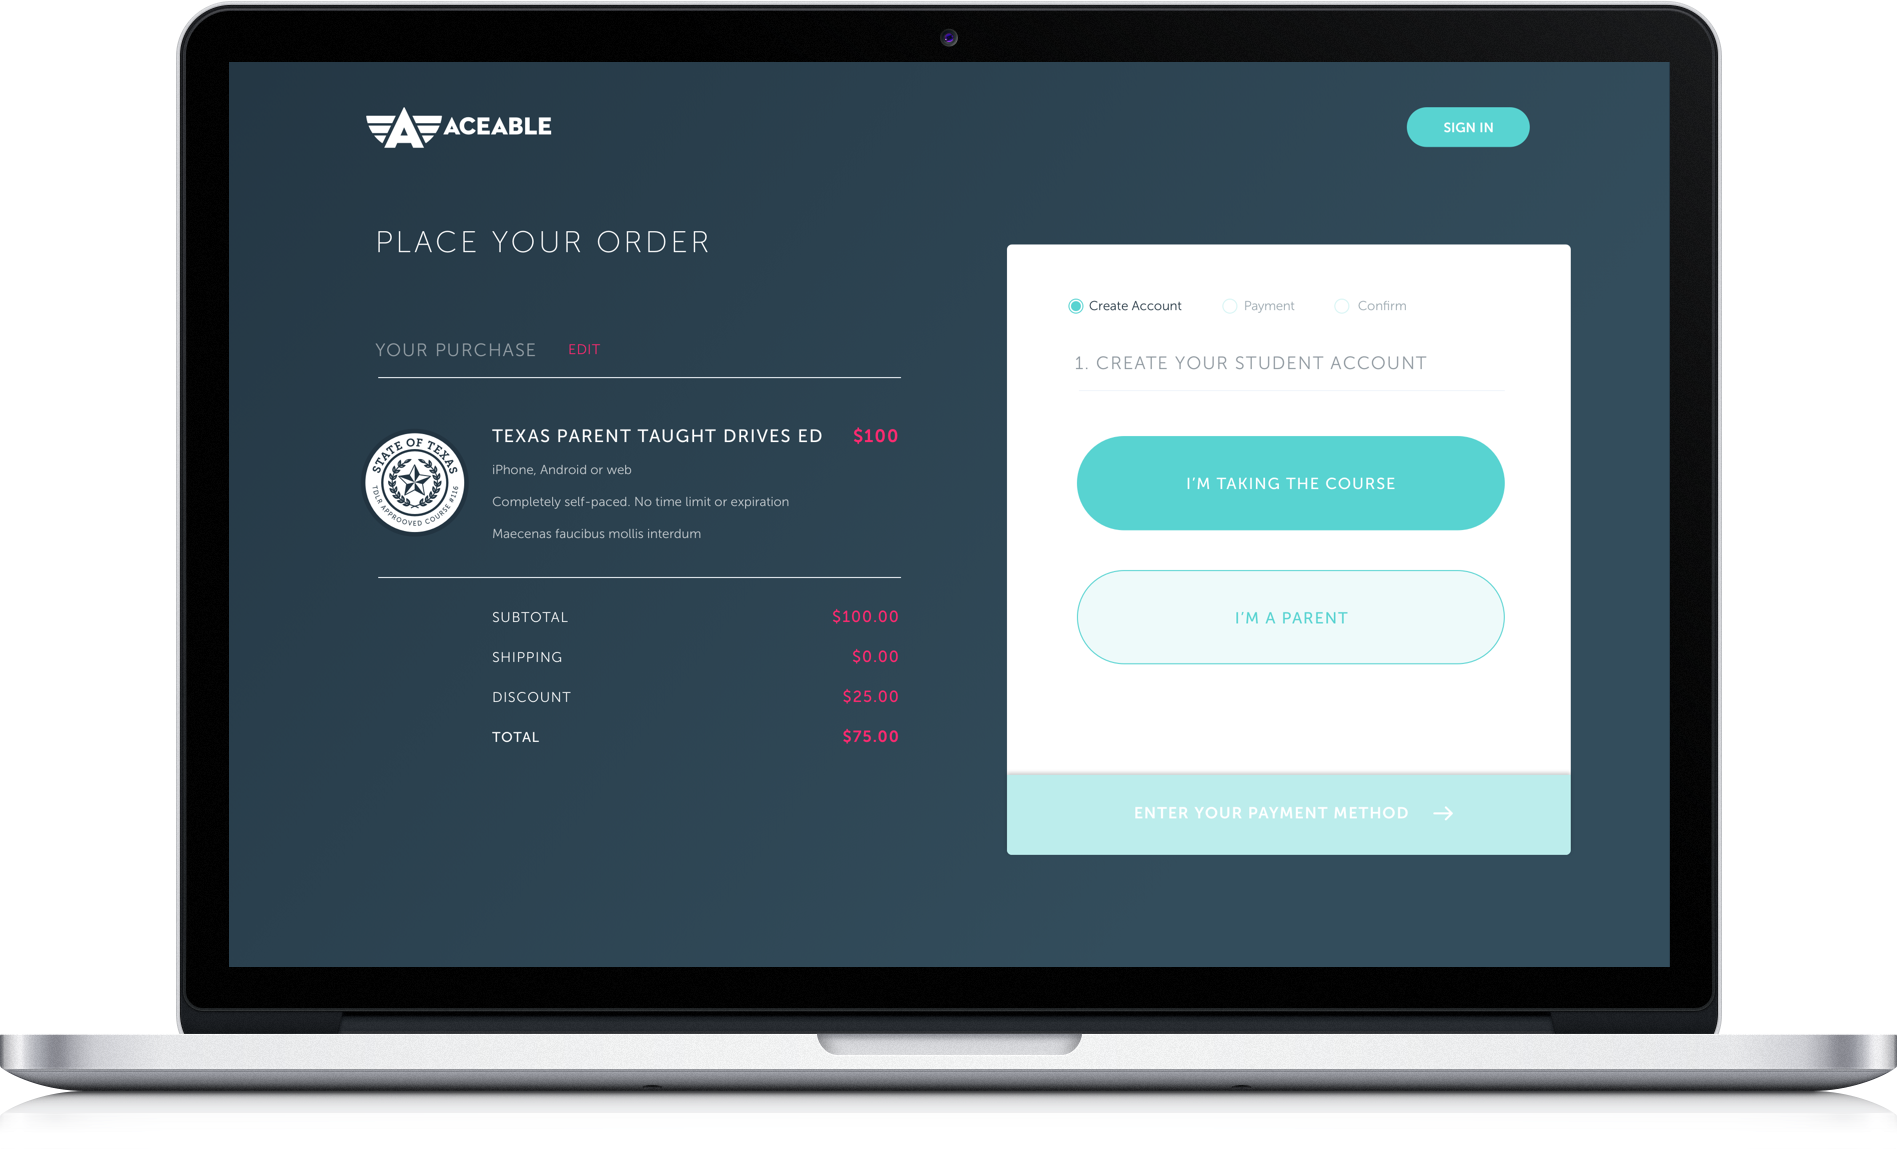 ACEABLE
SIGN IN
PLACE YOUR ORDER
YOUR PURCHASE EDIT
STATE OF TEXAS
TDLR APPROOVED COURSE #116
TEXAS PARENT TAUGHT DRIVES ED $100
iPhone, Android or web
Completely self-paced. No time limit or expiration
Maecenas faucibus mollis interdum
SUBTOTAL $100.00
SHIPPING $0.00
DISCOUNT $25.00
TOTAL $75.00
Create Account Payment Confirm
1. CREATE YOUR STUDENT ACCOUNT
I’M TAKING THE COURSE
I’M A PARENT
ENTER YOUR PAYMENT METHOD →